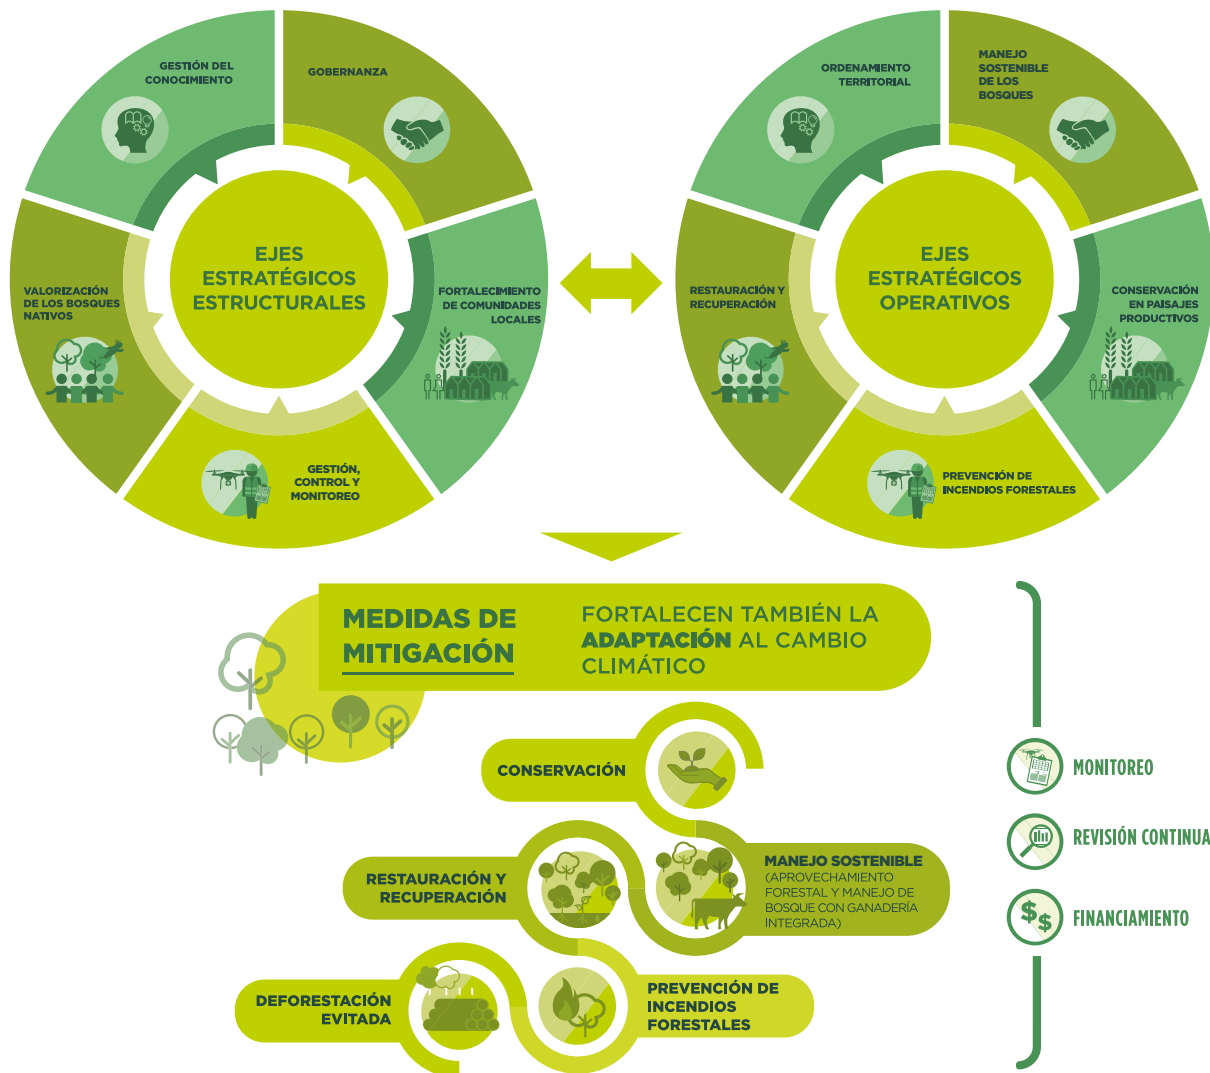 GESTIÓN DEL
CONOCIMIENTO
GOBERNANZA
VALORIZACIÓN
DE LOS BOSQUES
NATIVOS
EJES
ESTRATÉGICOS
ESTRUCTURALES
FORTALECIMIENTO
DE COMUNIDADES
LOCALES
GESTIÓN,
CONTROL Y
MONITOREO
ORDENAMIENTO
TERRITORIAL
MANEJO
SOSTENIBLE
DE LOS
BOSQUES
RESTAURACIÓN Y
RECUPERACIÓN
EJES
ESTRATÉGICOS
OPERATIVOS
CONSERVACIÓN
EN PAISAJES
PRODUCTIVOS
PREVENCIÓN DE
INCENDIOS FORESTALES
MEDIDAS DE
MITIGACIÓN
FORTALECEN TAMBIÉN LA
ADAPTACIÓN AL CAMBIO
CLIMÁTICO
CONSERVACIÓN
RESTAURACIÓN Y
RECUPERACIÓN
MANEJO SOSTENIBLE
(APROVECHAMIENTO
FORESTAL Y MANEJO DE
BOSQUE CON GANADERÍA
INTEGRADA)
DEFORESTACIÓN
EVITADA
PREVENCIÓN DE
INCENDIOS
FORESTALES
MONITOREO
REVISIÓN CONTINUA
$$ FINANCIAMIENTO